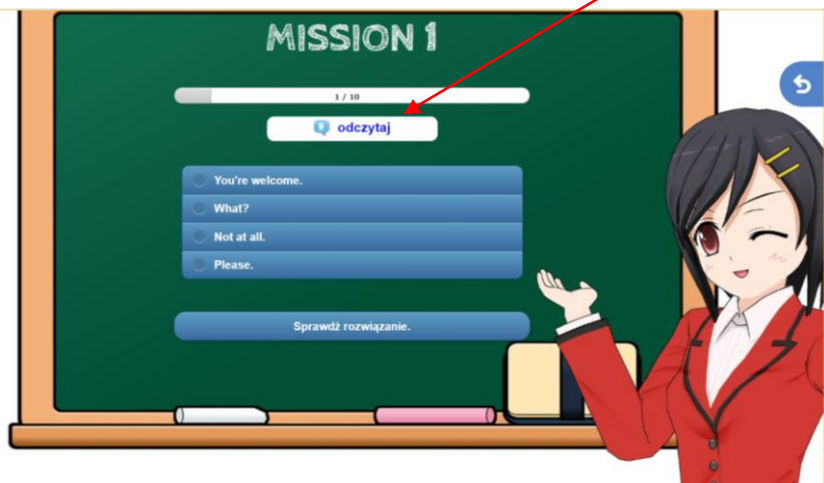 MISSION 1
1 / 10
odczytaj
You're welcome.
What?
Not at all.
Please.
Sprawdź rozwiązanie.